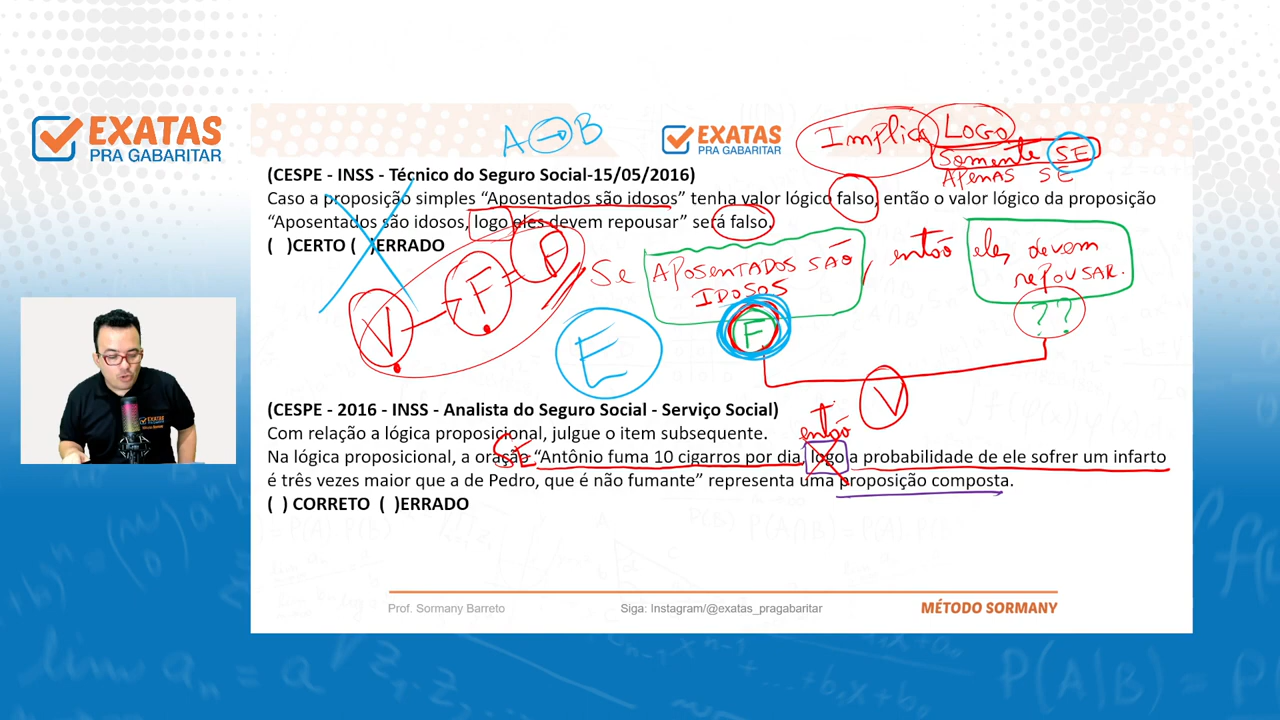 EXATAS
PRA GABARITAR
A → B
EXATAS
PRA GABARITAR
Implica LOGO
Somente SE
APENAS SE
(CESPE - INSS - Técnico do Seguro Social-15/05/2016)
Caso a proposição simples “Aposentados são idosos” tenha valor lógico falso, então o valor lógico da proposição
“Aposentados são idosos, logo eles devem repousar” será falso.
( )CERTO ( )ERRADO
Se APOSENTADOS SÃO IDOSOS, então eles devem repousar.
V → F = F
F
??
E
V
(CESPE - 2016 - INSS - Analista do Seguro Social - Serviço Social)
Com relação a lógica proposicional, julgue o item subsequente.
então
SE
Na lógica proposicional, a oração “Antônio fuma 10 cigarros por dia, logo a probabilidade de ele sofrer um infarto
é três vezes maior que a de Pedro, que é não fumante” representa uma proposição composta.
( ) CORRETO ( )ERRADO
Prof. Sormany Barreto
Siga: Instagram/@exatas_pragabaritar
MÉTODO SORMANY
EXATAS